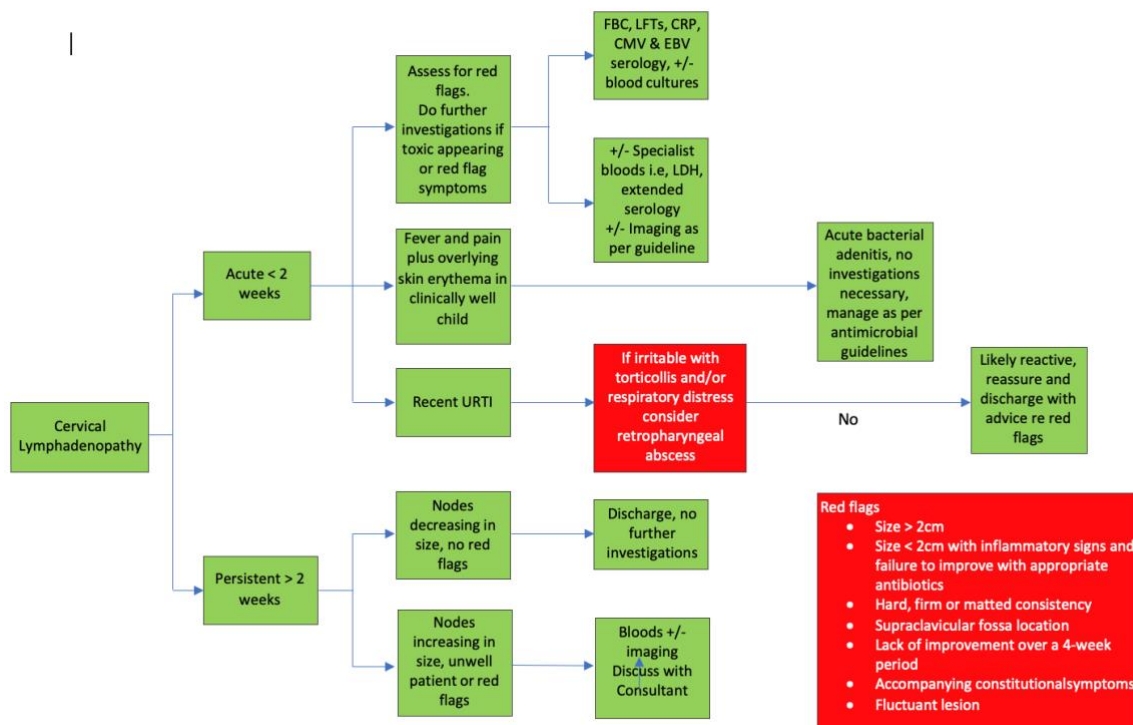 FBC, LFTs, CRP,
CMV & EBV
serology, +/-
blood cultures
Assess for red
flags.
Do further
investigations if
toxic appearing
or red flag
symptoms
+/- Specialist
bloods i.e, LDH,
extended
serology
+/- Imaging as
per guideline
Acute < 2
weeks
Fever and pain
plus overlying
skin erythema in
clinically well
child
Acute bacterial
adenitis, no
investigations
necessary,
manage as per
antimicrobial
guidelines
Recent URTI
If irritable with
torticollis and/or
respiratory distress
consider
retropharyngeal
abscess
No
Likely reactive,
reassure and
discharge with
advice re red
flags
Cervical
Lymphadenopathy
Persistent > 2
weeks
Nodes
decreasing in
size, no red
flags
Discharge, no
further
investigations
Nodes
increasing in
size, unwell
patient or red
flags
Bloods +/-
imaging
Discuss with
Consultant
Red flags
• Size > 2cm
• Size < 2cm with inflammatory signs and
failure to improve with appropriate
antibiotics
• Hard, firm or matted consistency
• Supraclavicular fossa location
• Lack of improvement over a 4-week
period
• Accompanying constitutionalsymptoms
• Fluctuant lesion